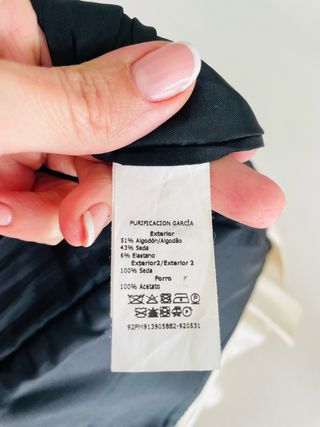 PURIFICACION GARCÍA
Exterior
51% Algodón/Algodão
43% Seda
6% Elastano
Exterior2/Exterior 2
100% Seda
Forro
100% Acetato
92PM913905882-920531